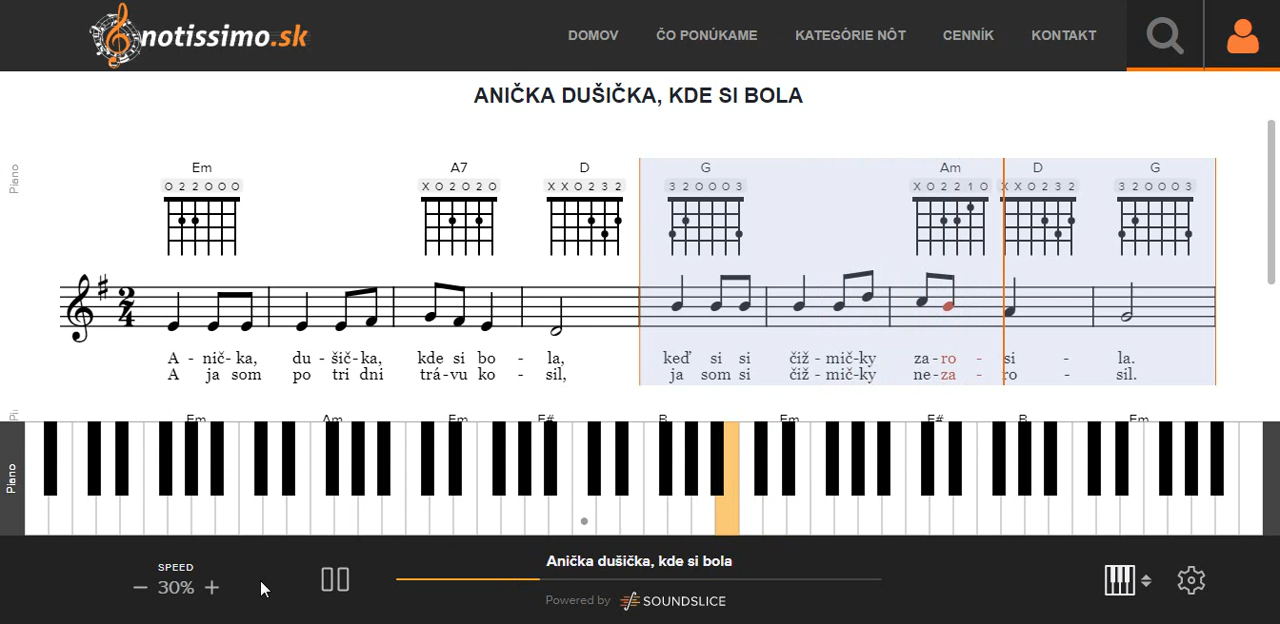 notissimo.sk
DOMOV ČO PONÚKAME KATEGÓRIE NÔT CENNÍK KONTAKT
ANIČKA DUŠIČKA, KDE SI BOLA
Piano
Em A7 D G Am D G
O 2 2 O O O X O 2 O 2 O X X O 2 3 2 3 2 O O O 3 X O 2 2 1 O X X O 2 3 2 3 2 O O O 3
2
4
A - nič - ka, du - šič - ka, kde si bo - la, keď si si čiž - mič - ky za - ro - si - la.
A ja som po tri dni trá - vu ko - sil, ja som si čiž - mič - ky ne - za - ro - sil.
Em Am Em F# B Em F# B Em
Piano
Anička dušička, kde si bola
SPEED
− 30% +
Powered by SOUNDSLICE